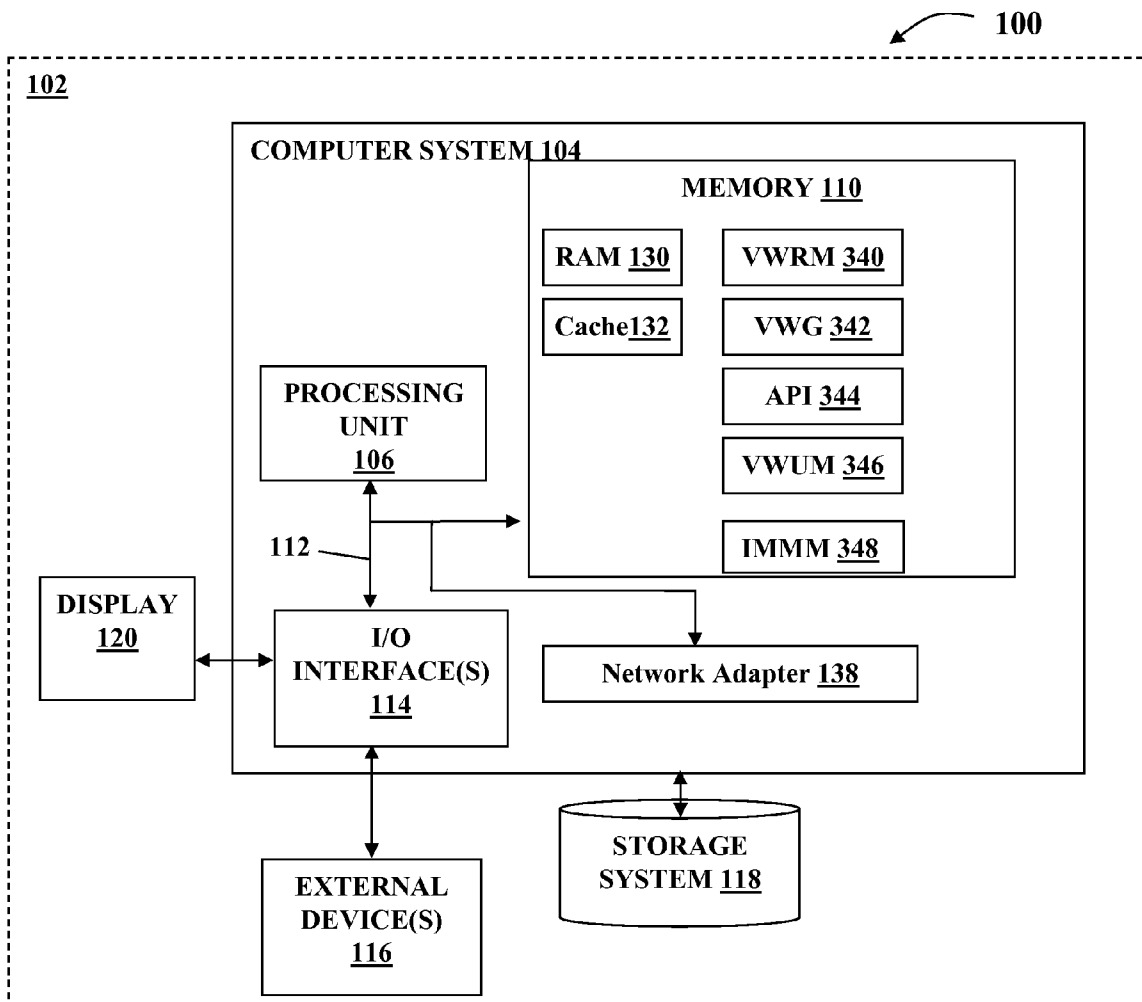 100
102
COMPUTER SYSTEM 104
MEMORY 110
RAM 130
VWRM 340
Cache132
VWG 342
API 344
VWUM 346
IMMM 348
PROCESSING
UNIT
106
112
DISPLAY
120
I/O
INTERFACE(S)
114
Network Adapter 138
STORAGE
SYSTEM 118
EXTERNAL
DEVICE(S)
116